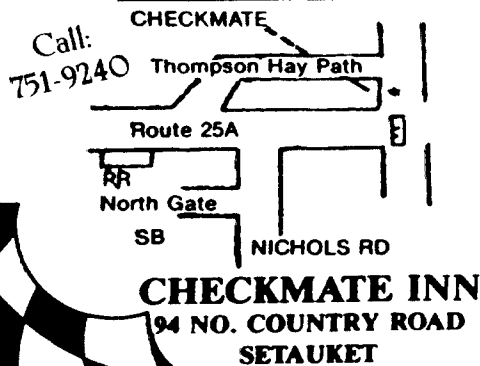 CHECKMATE
Call:
751-9240
Thompson Hay Path
Route 25A
RR
North Gate
SB
NICHOLS RD
CHECKMATE INN
94 NO. COUNTRY ROAD
SETAUKET